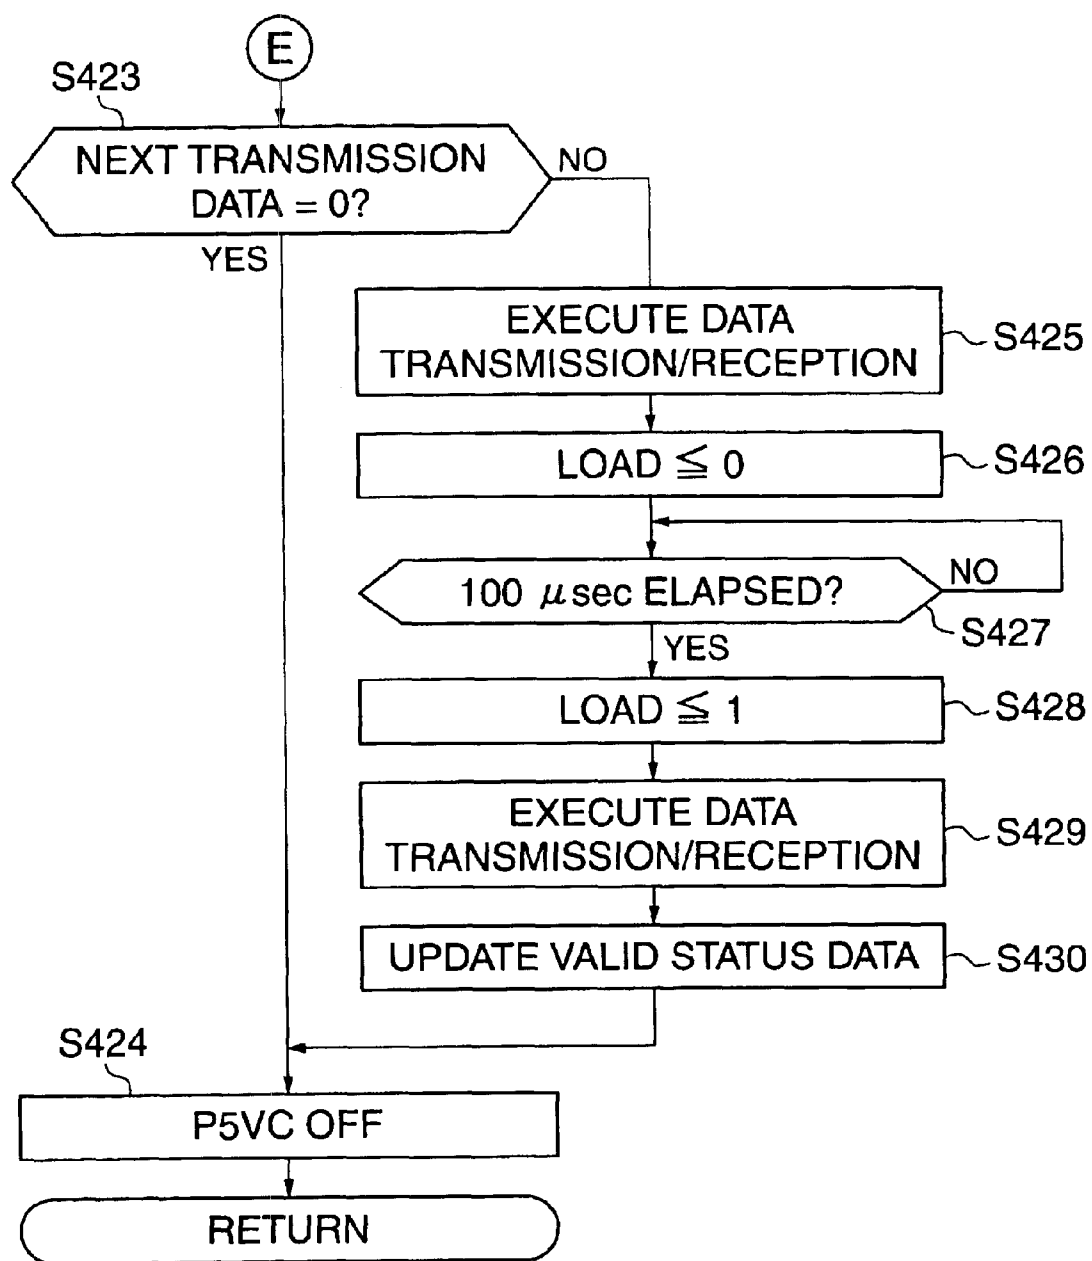 E
S423
NEXT TRANSMISSION
DATA = 0?
NO
YES
EXECUTE DATA
TRANSMISSION/RECEPTION
S425
LOAD ≦ 0
S426
100 μsec ELAPSED?
NO
S427
YES
LOAD ≦ 1
S428
EXECUTE DATA
TRANSMISSION/RECEPTION
S429
UPDATE VALID STATUS DATA
S430
S424
P5VC OFF
RETURN